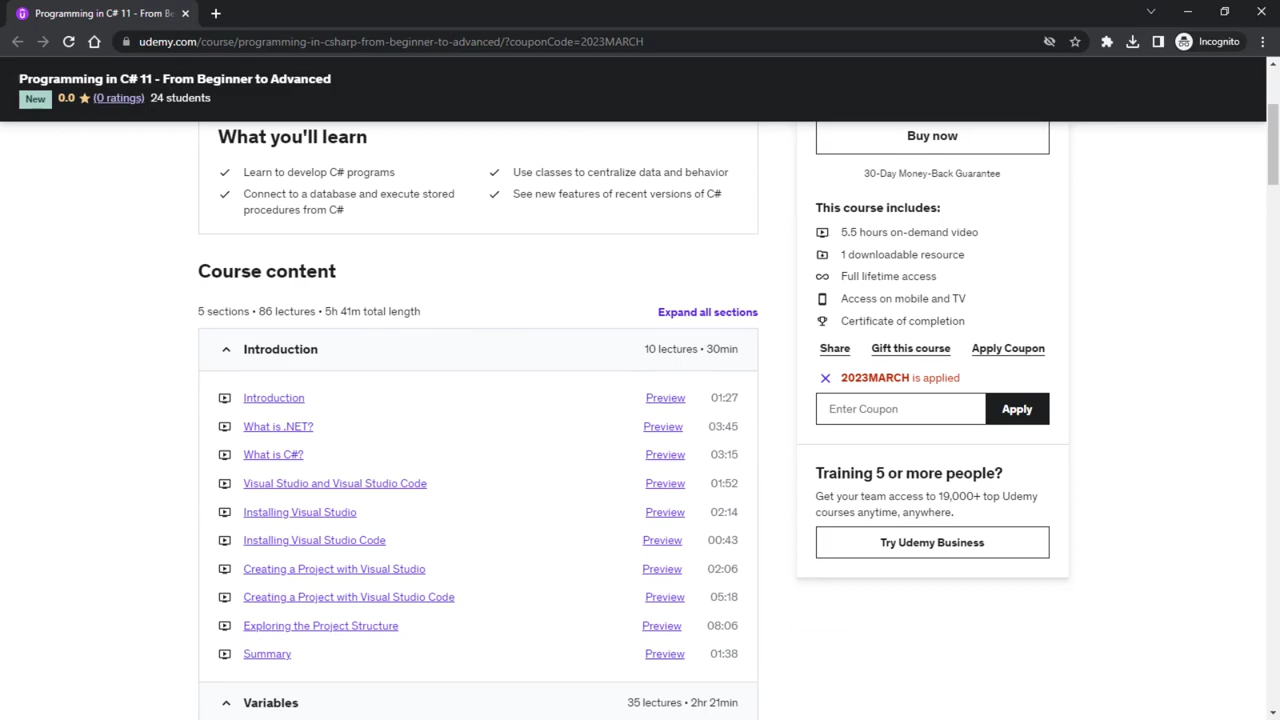 Programming in C# 11 - From Be
udemy.com/course/programming-in-csharp-from-beginner-to-advanced/?couponCode=2023MARCH
Incognito
Programming in C# 11 - From Beginner to Advanced
New 0.0 (0 ratings) 24 students
What you'll learn
Learn to develop C# programs
Connect to a database and execute stored
procedures from C#
Use classes to centralize data and behavior
See new features of recent versions of C#
Course content
5 sections • 86 lectures • 5h 41m total length
Expand all sections
Introduction 10 lectures • 30min
Introduction Preview 01:27
What is .NET? Preview 03:45
What is C#? Preview 03:15
Visual Studio and Visual Studio Code Preview 01:52
Installing Visual Studio Preview 02:14
Installing Visual Studio Code Preview 00:43
Creating a Project with Visual Studio Preview 02:06
Creating a Project with Visual Studio Code Preview 05:18
Exploring the Project Structure Preview 08:06
Summary Preview 01:38
Variables 35 lectures • 2hr 21min
Buy now
30-Day Money-Back Guarantee
This course includes:
5.5 hours on-demand video
1 downloadable resource
Full lifetime access
Access on mobile and TV
Certificate of completion
Share Gift this course Apply Coupon
2023MARCH is applied
Enter Coupon Apply
Training 5 or more people?
Get your team access to 19,000+ top Udemy
courses anytime, anywhere.
Try Udemy Business